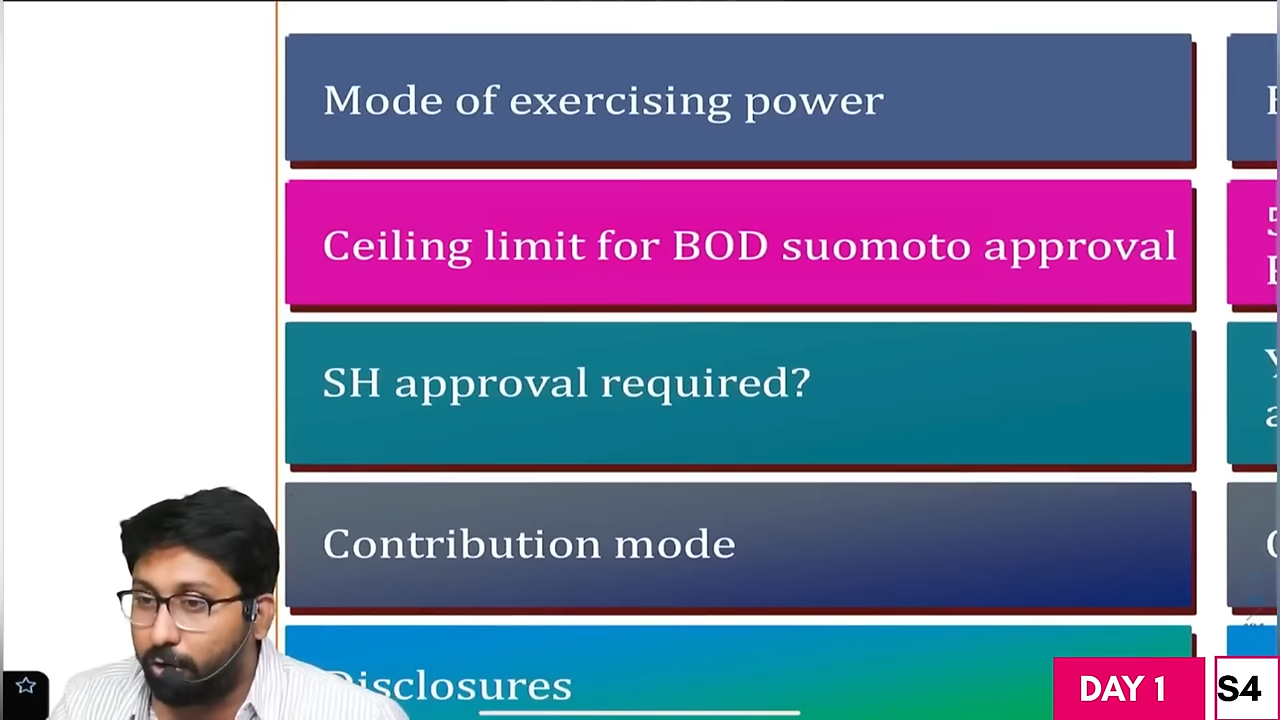 Mode of exercising power
Ceiling limit for BOD suomoto approval
SH approval required?
Contribution mode
Disclosures
DAY 1
S4